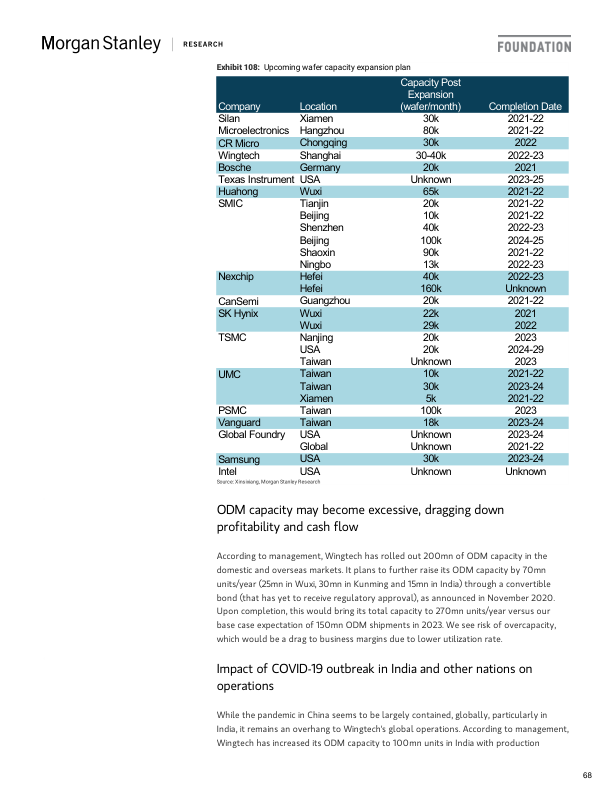 Morgan Stanley | RESEARCH
FOUNDATION
Exhibit 108: Upcoming wafer capacity expansion plan
Company Location Capacity Post Expansion (wafer/month) Completion Date
Silan Xiamen 30k 2021-22
Microelectronics Hangzhou 80k 2021-22
CR Micro Chongqing 30k 2022
Wingtech Shanghai 30-40k 2022-23
Bosche Germany 20k 2021
Texas Instrument USA Unknown 2023-25
Huahong Wuxi 65k 2021-22
SMIC Tianjin 20k 2021-22
Beijing 10k 2021-22
Shenzhen 40k 2022-23
Beijing 100k 2024-25
Shaoxin 90k 2021-22
Ningbo 13k 2022-23
Nexchip Hefei 40k 2022-23
Hefei 160k Unknown
CanSemi Guangzhou 20k 2021-22
SK Hynix Wuxi 22k 2021
Wuxi 29k 2022
TSMC Nanjing 20k 2023
USA 20k 2024-29
Taiwan Unknown 2023
UMC Taiwan 10k 2021-22
Taiwan 30k 2023-24
Xiamen 5k 2021-22
PSMC Taiwan 100k 2023
Vanguard Taiwan 18k 2023-24
Global Foundry USA Unknown 2023-24
Global Unknown 2021-22
Samsung USA 30k 2023-24
Intel USA Unknown Unknown
Source: Xinsixiang, Morgan Stanley Research
ODM capacity may become excessive, dragging down
profitability and cash flow
According to management, Wingtech has rolled out 200mn of ODM capacity in the
domestic and overseas markets. It plans to further raise its ODM capacity by 70mn
units/year (25mn in Wuxi, 30mn in Kunming and 15mn in India) through a convertible
bond (that has yet to receive regulatory approval), as announced in November 2020.
Upon completion, this would bring its total capacity to 270mn units/year versus our
base case expectation of 150mn ODM shipments in 2023. We see risk of overcapacity,
which would be a drag to business margins due to lower utilization rate.
Impact of COVID-19 outbreak in India and other nations on
operations
While the pandemic in China seems to be largely contained, globally, particularly in
India, it remains an overhang to Wingtech's global operations. According to management,
Wingtech has increased its ODM capacity to 100mn units in India with production
68